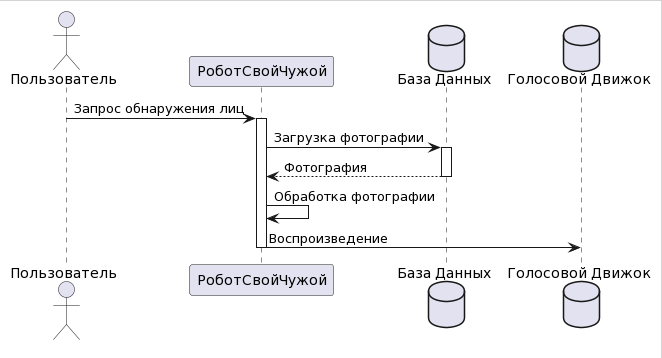 Пользователь
РоботСвойЧужой
База Данных
Голосовой Движок
Запрос обнаружения лиц
Загрузка фотографии
Фотография
Обработка фотографии
Воспроизведение
Пользователь
РоботСвойЧужой
База Данных
Голосовой Движок